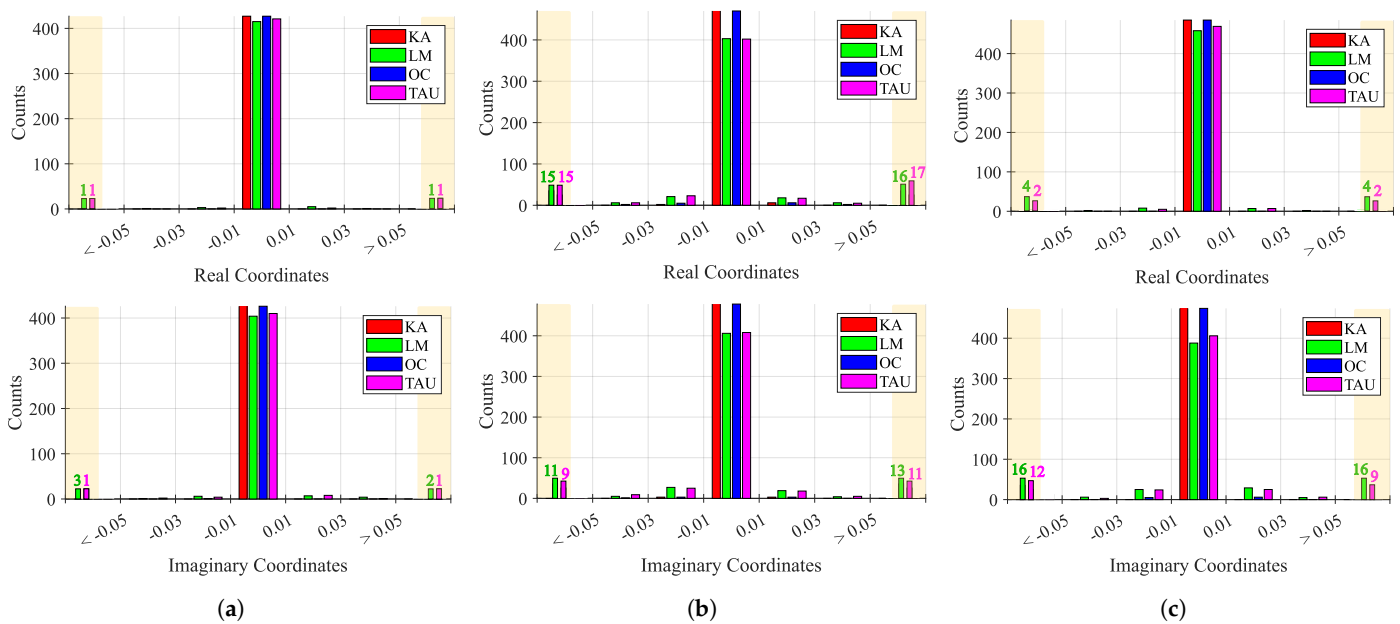 Counts
400
300
200
100
0
KA
LM
OC
TAU
1 1
1 1
< -0.05
-0.03
-0.01
0.01
0.03
> 0.05
Real Coordinates
Counts
400
300
200
100
0
KA
LM
OC
TAU
15 15
16 17
< -0.05
-0.03
-0.01
0.01
0.03
> 0.05
Real Coordinates
Counts
400
300
200
100
0
KA
LM
OC
TAU
4 2
4 2
< -0.05
-0.03
-0.01
0.01
0.03
> 0.05
Real Coordinates
Counts
400
300
200
100
0
KA
LM
OC
TAU
3 1
2 1
< -0.05
-0.03
-0.01
0.01
0.03
> 0.05
Imaginary Coordinates
Counts
400
300
200
100
0
KA
LM
OC
TAU
11 9
13 11
< -0.05
-0.03
-0.01
0.01
0.03
> 0.05
Imaginary Coordinates
Counts
400
300
200
100
0
KA
LM
OC
TAU
16 12
16 9
< -0.05
-0.03
-0.01
0.01
0.03
> 0.05
Imaginary Coordinates
(a)
(b)
(c)